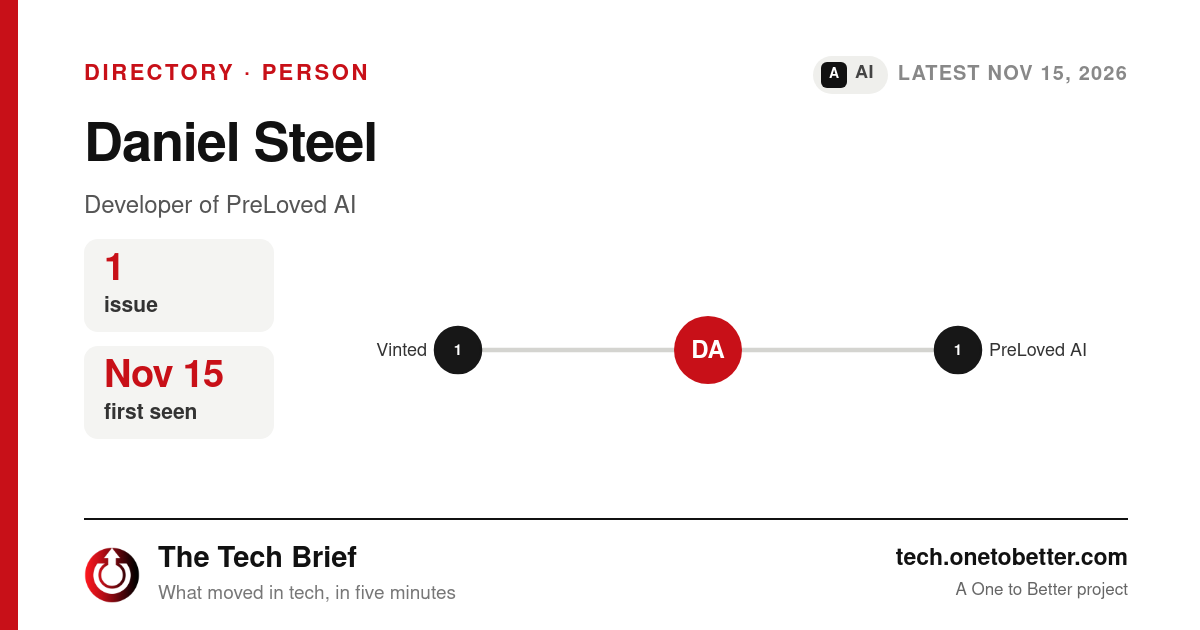 DIRECTORY · PERSON
A AI LATEST NOV 15, 2026
Daniel Steel
Developer of PreLoved AI
1
issue
Nov 15
first seen
Vinted 1 DA 1 PreLoved AI
The Tech Brief
What moved in tech, in five minutes
tech.onetobetter.com
A One to Better project